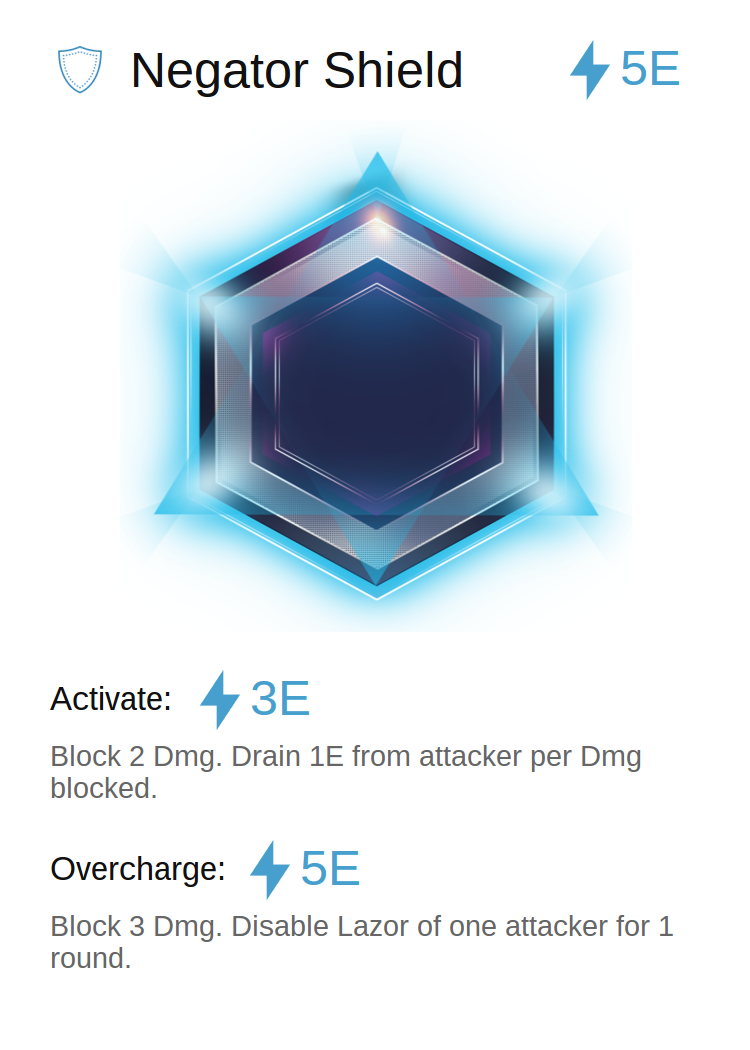 Negator Shield 5E
Activate: 3E
Block 2 Dmg. Drain 1E from attacker per Dmg
blocked.
Overcharge: 5E
Block 3 Dmg. Disable Lazor of one attacker for 1
round.